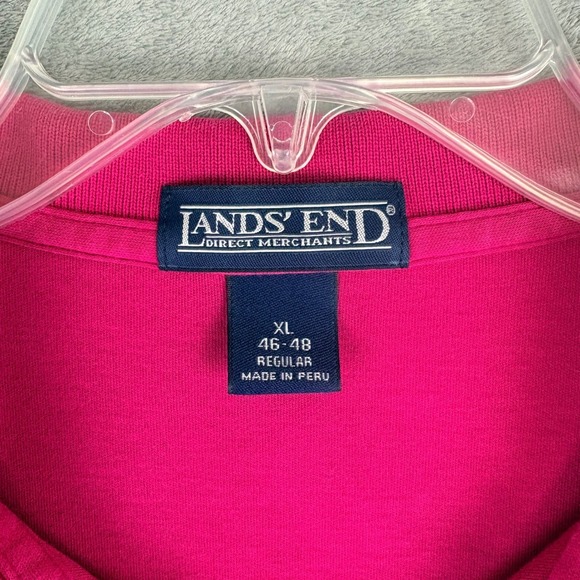 LANDS' END®
DIRECT MERCHANTS
XL
46-48
REGULAR
MADE IN PERU